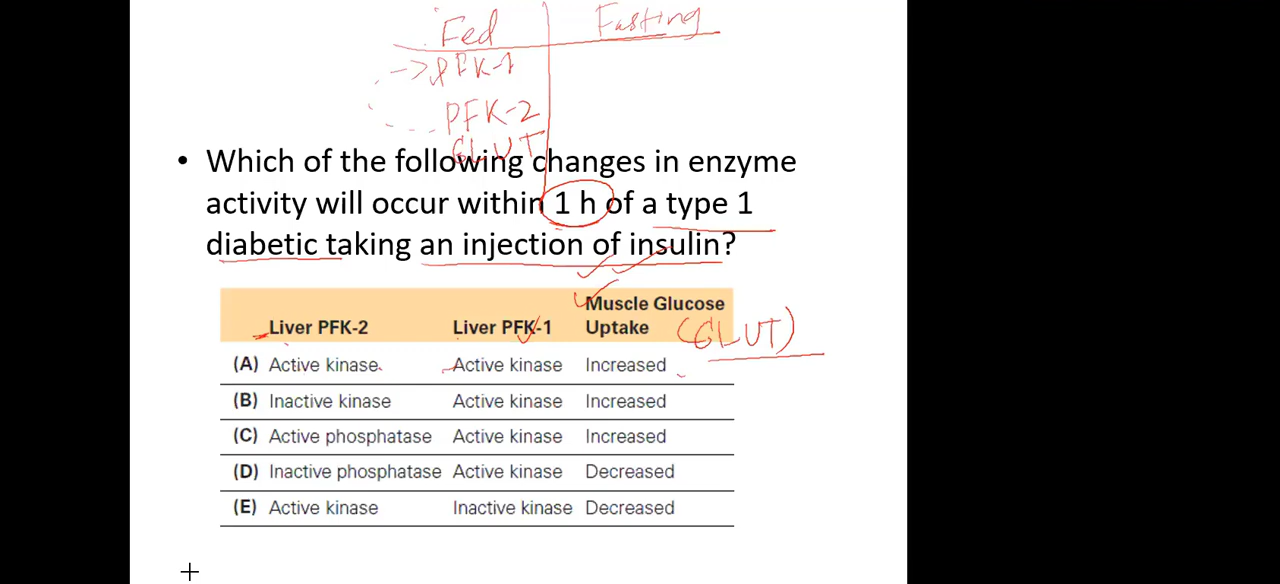 Fed Fasting
->PFK-1
PFK-2
GLUT
• Which of the following changes in enzyme
activity will occur within 1 h of a type 1
diabetic taking an injection of insulin?
Muscle Glucose
Liver PFK-2 Liver PFK-1 Uptake (GLUT)
(A) Active kinase Active kinase Increased
(B) Inactive kinase Active kinase Increased
(C) Active phosphatase Active kinase Increased
(D) Inactive phosphatase Active kinase Decreased
(E) Active kinase Inactive kinase Decreased